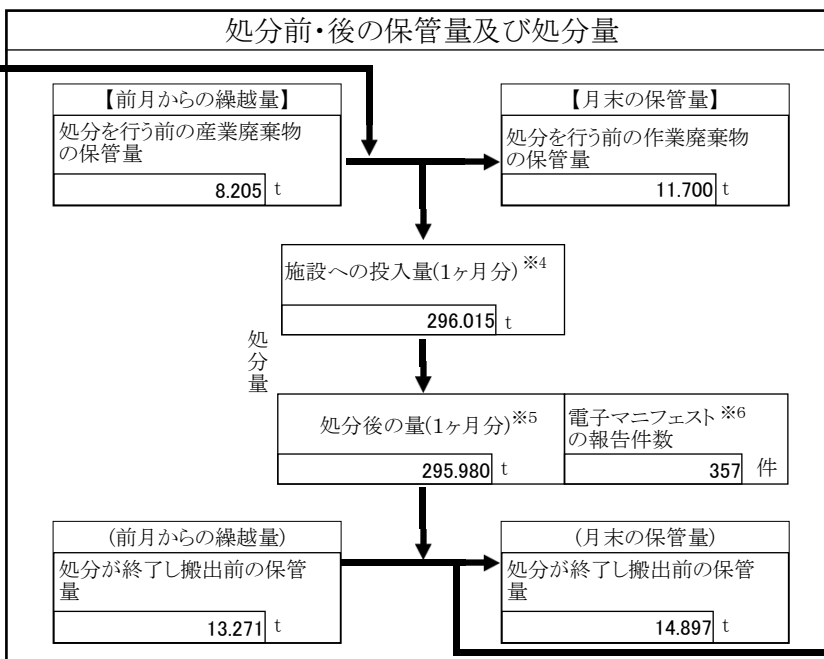 処分前・後の保管量及び処分量
【前月からの繰越量】
処分を行う前の産業廃棄物
の保管量
8.205 t
【月末の保管量】
処分を行う前の作業廃棄物
の保管量
11.700 t
施設への投入量(1ヶ月分)※4
296.015 t
処分量
処分後の量(1ヶ月分)※5
295.980 t
電子マニフェスト※6
の報告件数
357 件
(前月からの繰越量)
処分が終了し搬出前の保管
量
13.271 t
(月末の保管量)
処分が終了し搬出前の保管
量
14.897 t